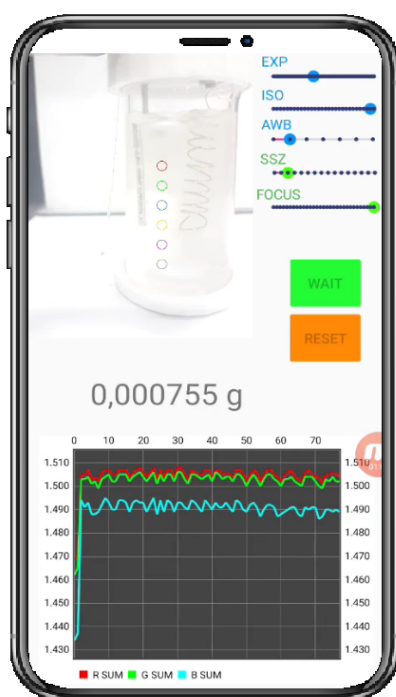 EXP
ISO
AWB
SSZ
FOCUS
WAIT
RESET
0,000755 g
0 10 20 30 40 50 60 70
1.510 1.510
1.500 1.500
1.490 1.490
1.480 1.480
1.470 1.470
1.460 1.460
1.450 1.450
1.440 1.440
1.430 1.430
R SUM G SUM B SUM